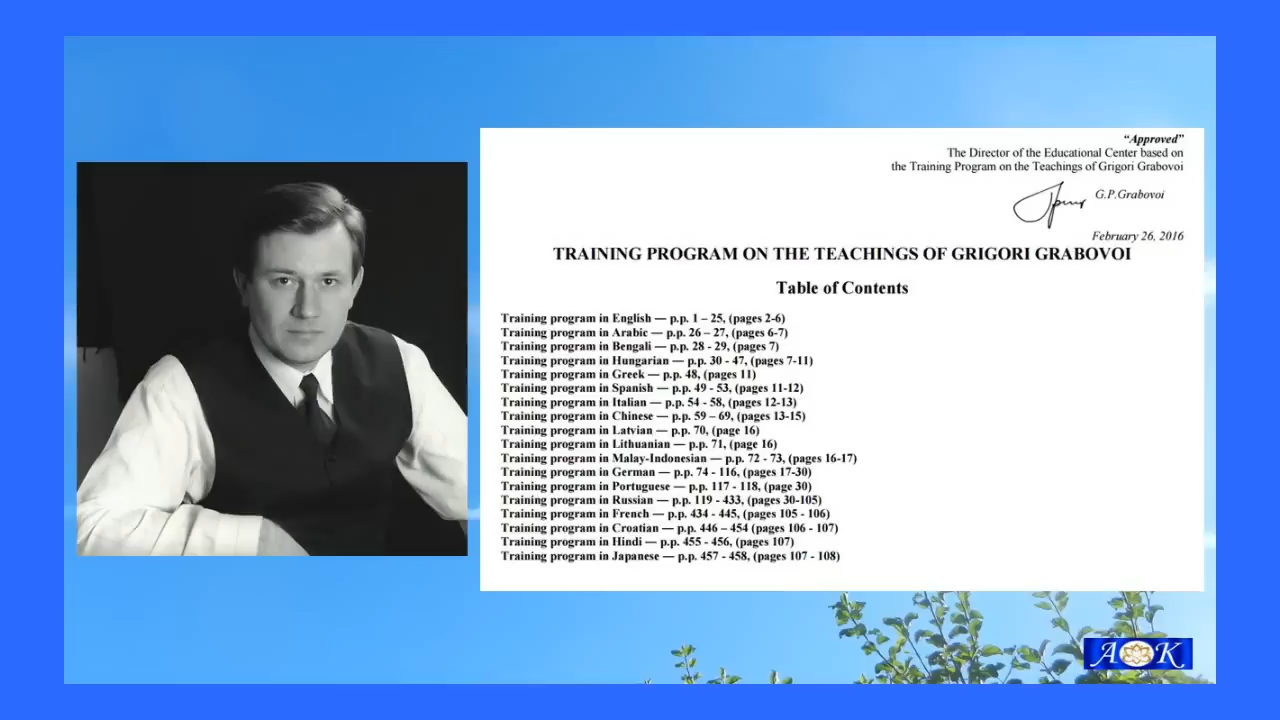 “Approved”
The Director of the Educational Center based on
the Training Program on the Teachings of Grigori Grabovoi
G.P.Grabovoi
February 26, 2016
TRAINING PROGRAM ON THE TEACHINGS OF GRIGORI GRABOVOI
Table of Contents
Training program in English — p.p. 1 – 25, (pages 2-6)
Training program in Arabic — p.p. 26 – 27, (pages 6-7)
Training program in Bengali — p.p. 28 - 29, (pages 7)
Training program in Hungarian — p.p. 30 - 47, (pages 7-11)
Training program in Greek — p.p. 48, (pages 11)
Training program in Spanish — p.p. 49 - 53, (pages 11-12)
Training program in Italian — p.p. 54 - 58, (pages 12-13)
Training program in Chinese — p.p. 59 – 69, (pages 13-15)
Training program in Latvian — p.p. 70, (page 16)
Training program in Lithuanian — p.p. 71, (page 16)
Training program in Malay-Indonesian — p.p. 72 - 73, (pages 16-17)
Training program in German — p.p. 74 - 116, (pages 17-30)
Training program in Portuguese — p.p. 117 - 118, (page 30)
Training program in Russian — p.p. 119 - 433, (pages 30-105)
Training program in French — p.p. 434 - 445, (pages 105 - 106)
Training program in Croatian — p.p. 446 – 454 (pages 106 - 107)
Training program in Hindi — p.p. 455 - 456, (pages 107)
Training program in Japanese — p.p. 457 - 458, (pages 107 - 108)
A K